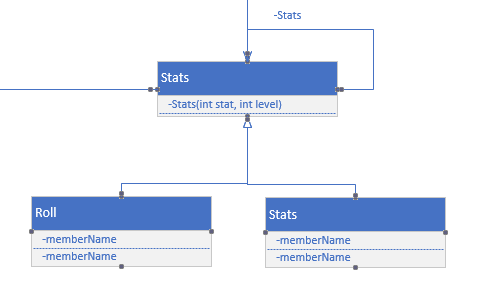 -Stats
Stats
-Stats(int stat, int level)
Roll
-memberName
-memberName
Stats
-memberName
-memberName